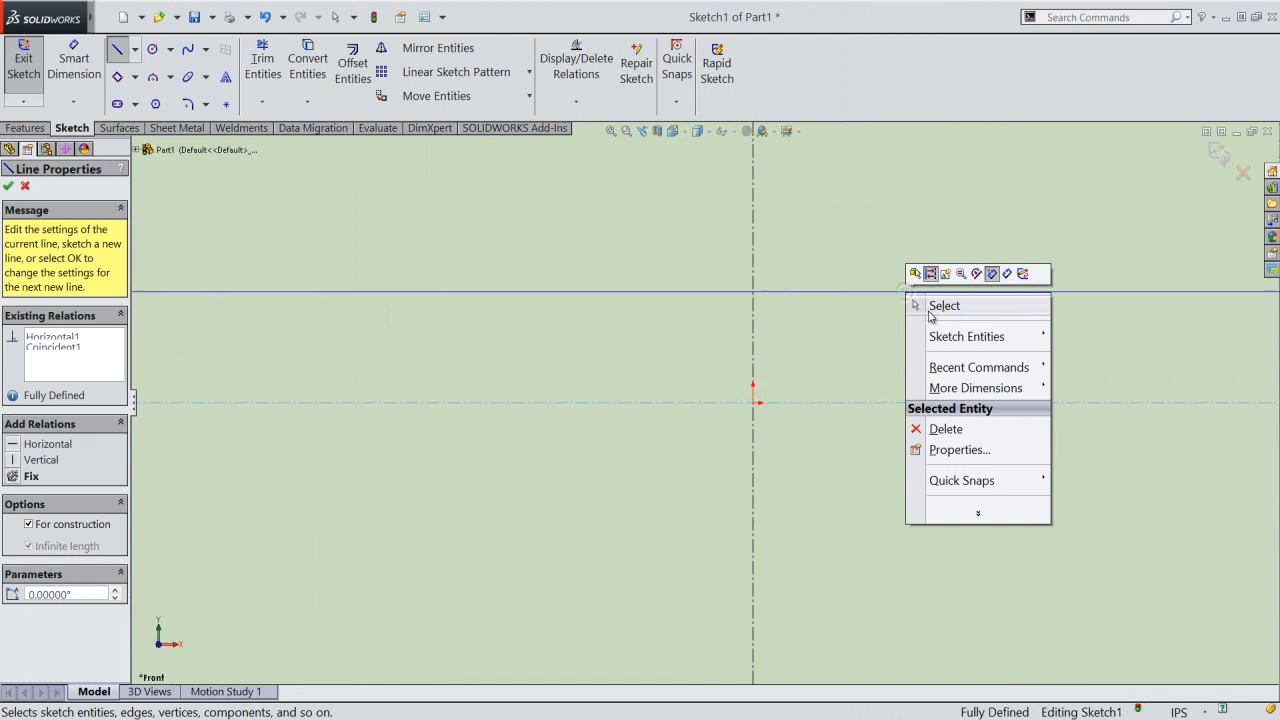 SOLIDWORKS
Sketch1 of Part1 *
Search Commands
Exit
Sketch
Smart
Dimension
Trim
Entities
Convert
Entities
Offset
Entities
Mirror Entities
Linear Sketch Pattern
Move Entities
Display/Delete
Relations
Repair
Sketch
Quick
Snaps
Rapid
Sketch
Features
Sketch
Surfaces
Sheet Metal
Weldments
Data Migration
Evaluate
DimXpert
SOLIDWORKS Add-Ins
Part1 (Default<<Default>_...
Line Properties
?
Message
Edit the settings of the
current line, sketch a new
line, or select OK to
change the settings for
the next new line.
Existing Relations
Horizontal1
Coincident1
Fully Defined
Add Relations
Horizontal
Vertical
Fix
Options
For construction
Infinite length
Parameters
0.00000°
Select
Sketch Entities
Recent Commands
More Dimensions
Selected Entity
Delete
Properties...
Quick Snaps
Y
X
*Front
Model
3D Views
Motion Study 1
Selects sketch entities, edges, vertices, components, and so on.
Fully Defined
Editing Sketch1
IPS